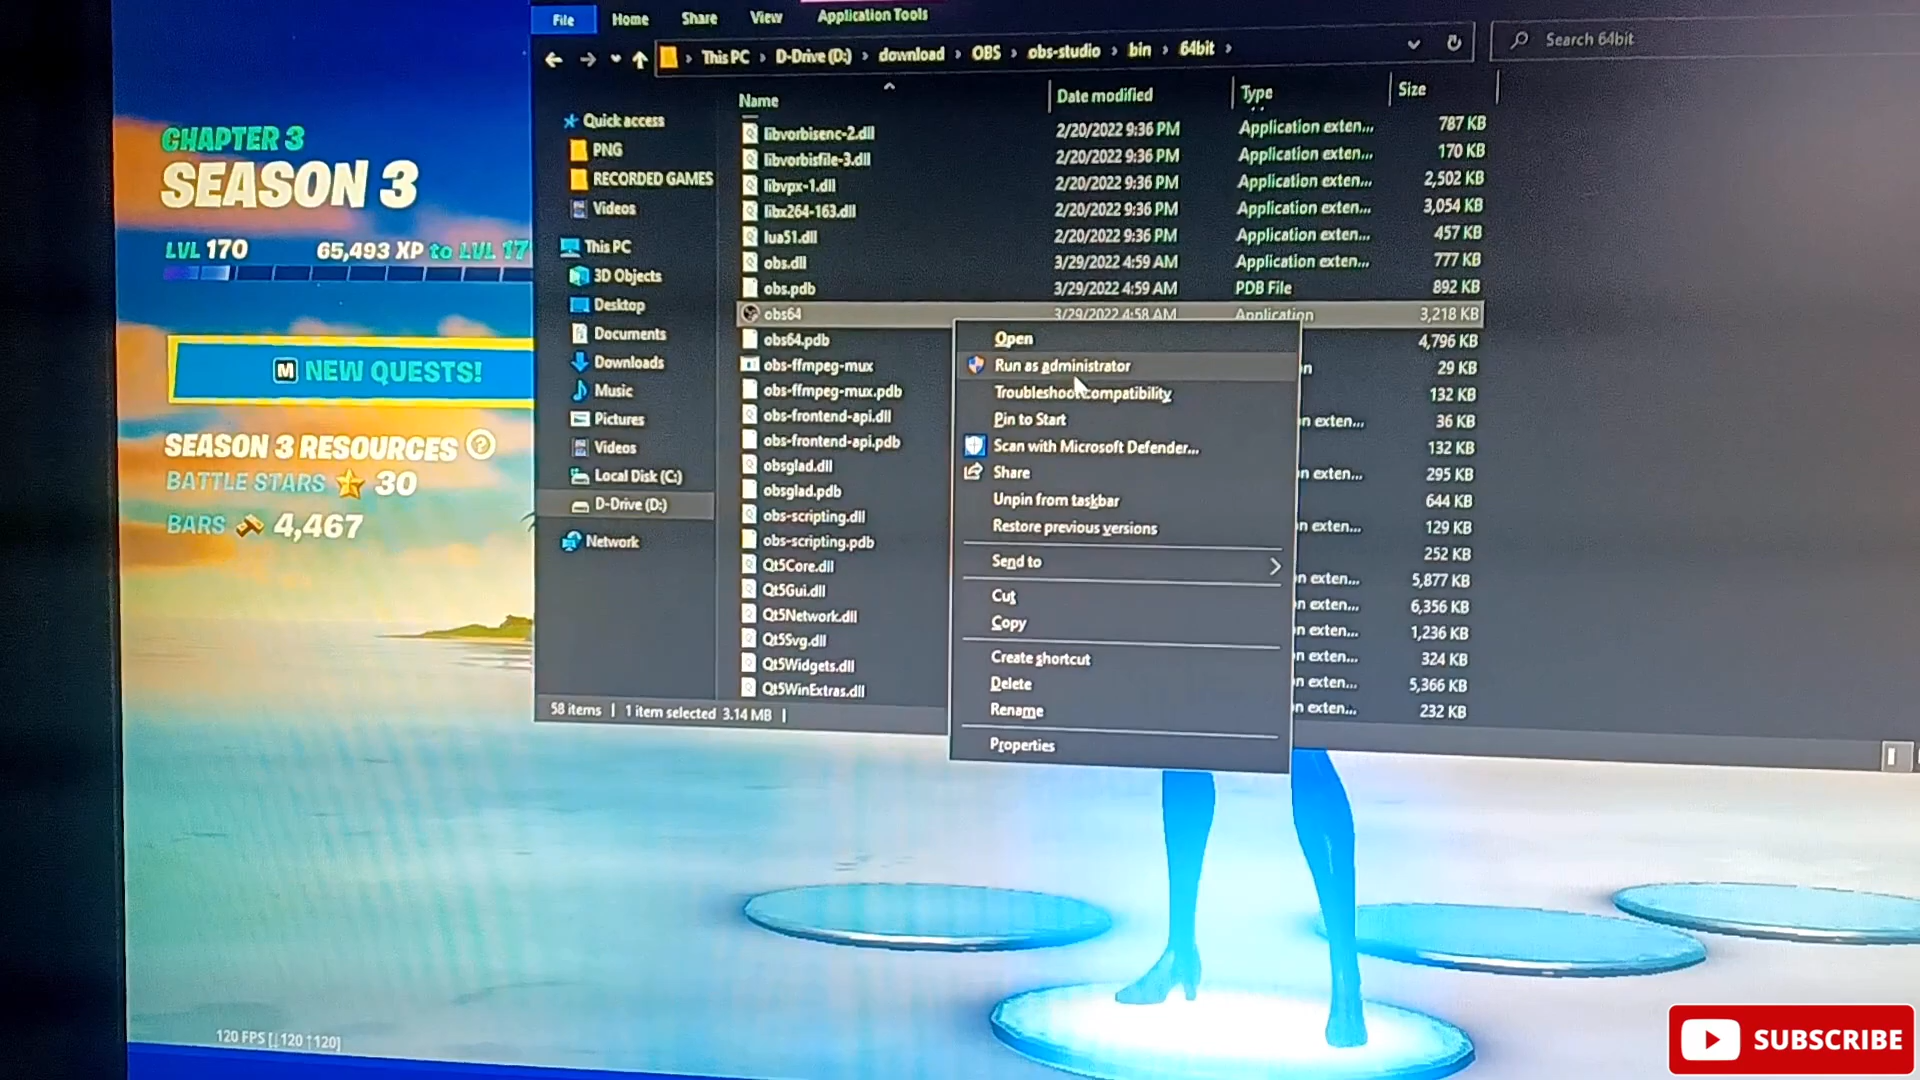 File Home Share View Application Tools
This PC D-Drive (D:) download OBS obs-studio bin 64bit
Search 64bit
Name Date modified Type Size
Quick access
PNG
RECORDED GAMES
Videos
This PC
3D Objects
Desktop
Documents
Downloads
Music
Pictures
Videos
Local Disk (C:)
D-Drive (D:)
Network
libvorbisenc-2.dll 2/20/2022 9:36 PM Application exten... 787 KB
libvorbisfile-3.dll 2/20/2022 9:36 PM Application exten... 170 KB
libvpx-1.dll 2/20/2022 9:36 PM Application exten... 2,502 KB
libx264-163.dll 2/20/2022 9:36 PM Application exten... 3,054 KB
lua51.dll 2/20/2022 9:36 PM Application exten... 457 KB
obs.dll 3/29/2022 4:59 AM Application exten... 777 KB
obs.pdb 3/29/2022 4:59 AM PDB File 892 KB
obs64 3/29/2022 4:58 AM Application 3,218 KB
obs64.pdb 4,796 KB
obs-ffmpeg-mux n 29 KB
obs-ffmpeg-mux.pdb 132 KB
obs-frontend-api.dll n exten... 36 KB
obs-frontend-api.pdb 132 KB
obsglad.dll n exten... 295 KB
obsglad.pdb 644 KB
obs-scripting.dll n exten... 129 KB
obs-scripting.pdb 252 KB
Qt5Core.dll n exten... 5,877 KB
Qt5Gui.dll n exten... 6,356 KB
Qt5Network.dll n exten... 1,236 KB
Qt5Svg.dll n exten... 324 KB
Qt5Widgets.dll n exten... 5,366 KB
Qt5WinExtras.dll n exten... 232 KB
58 items | 1 item selected 3.14 MB |
Open
Run as administrator
Troubleshoot compatibility
Pin to Start
Scan with Microsoft Defender...
Share
Unpin from taskbar
Restore previous versions
Send to
Cut
Copy
Create shortcut
Delete
Rename
Properties
CHAPTER 3
SEASON 3
LVL 170 65,493 XP to LVL 17
M NEW QUESTS!
SEASON 3 RESOURCES ?
BATTLE STARS 30
BARS 4,467
120 FPS [↓120 ↑120]
SUBSCRIBE